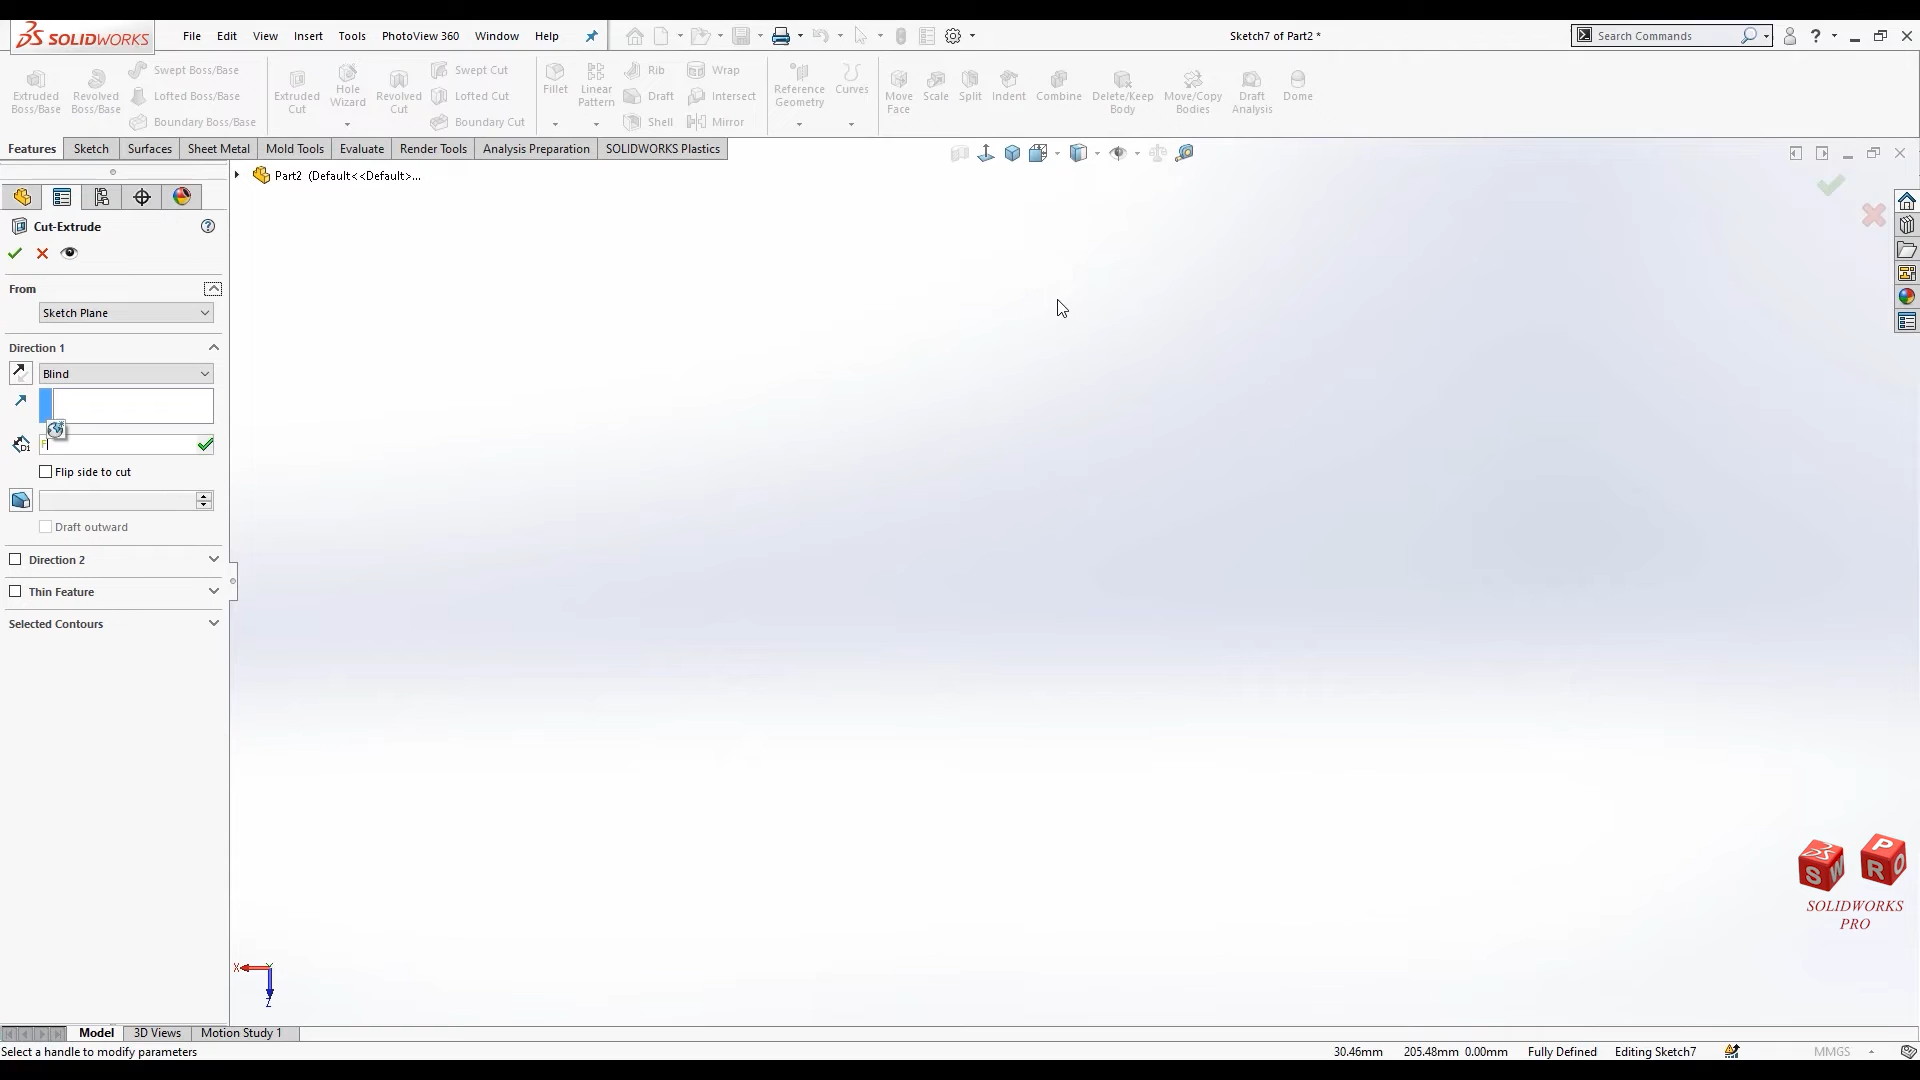 SOLIDWORKS
File Edit View Insert Tools PhotoView 360 Window Help
Sketch7 of Part2 *
Search Commands
Extruded Boss/Base
Revolved Boss/Base
Swept Boss/Base
Lofted Boss/Base
Boundary Boss/Base
Extruded Cut
Hole Wizard
Revolved Cut
Swept Cut
Lofted Cut
Boundary Cut
Fillet
Linear Pattern
Rib
Draft
Shell
Wrap
Intersect
Mirror
Reference Geometry
Curves
Move Face
Scale
Split
Indent
Combine
Delete/Keep Body
Move/Copy Bodies
Draft Analysis
Dome
Features Sketch Surfaces Sheet Metal Mold Tools Evaluate Render Tools Analysis Preparation SOLIDWORKS Plastics
Part2 (Default<<Default>...
Cut-Extrude
From
Sketch Plane
Direction 1
Blind
Flip side to cut
Draft outward
Direction 2
Thin Feature
Selected Contours
X
Z
S W P R O
SOLIDWORKS
PRO
Model 3D Views Motion Study 1
Select a handle to modify parameters
30.46mm 205.48mm 0.00mm Fully Defined Editing Sketch7 MMGS